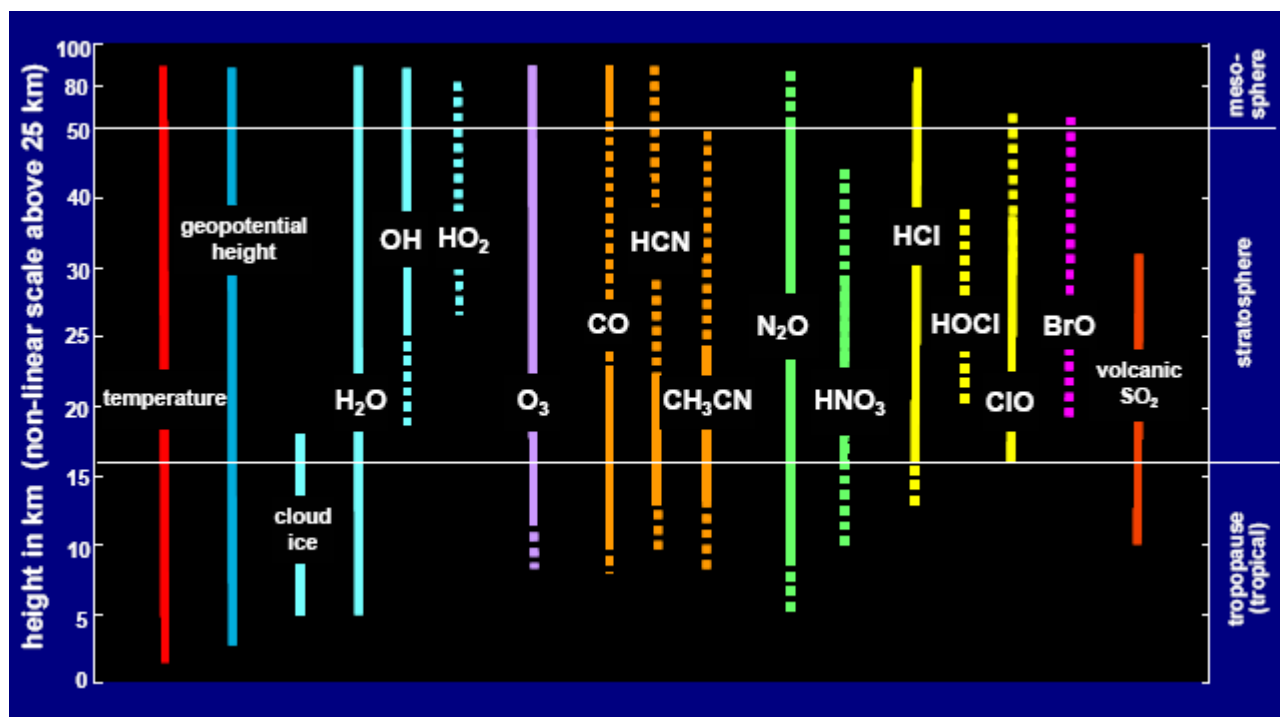 height in km (non-linear scale above 25 km)
100
80
50
40
30
25
20
15
10
5
0
temperature
geopotential
height
cloud
ice
H₂O
OH
HO₂
O₃
CO
HCN
CH₃CN
N₂O
HNO₃
HCl
HOCl
ClO
BrO
volcanic
SO₂
meso-
sphere
stratosphere
tropopause
(tropical)